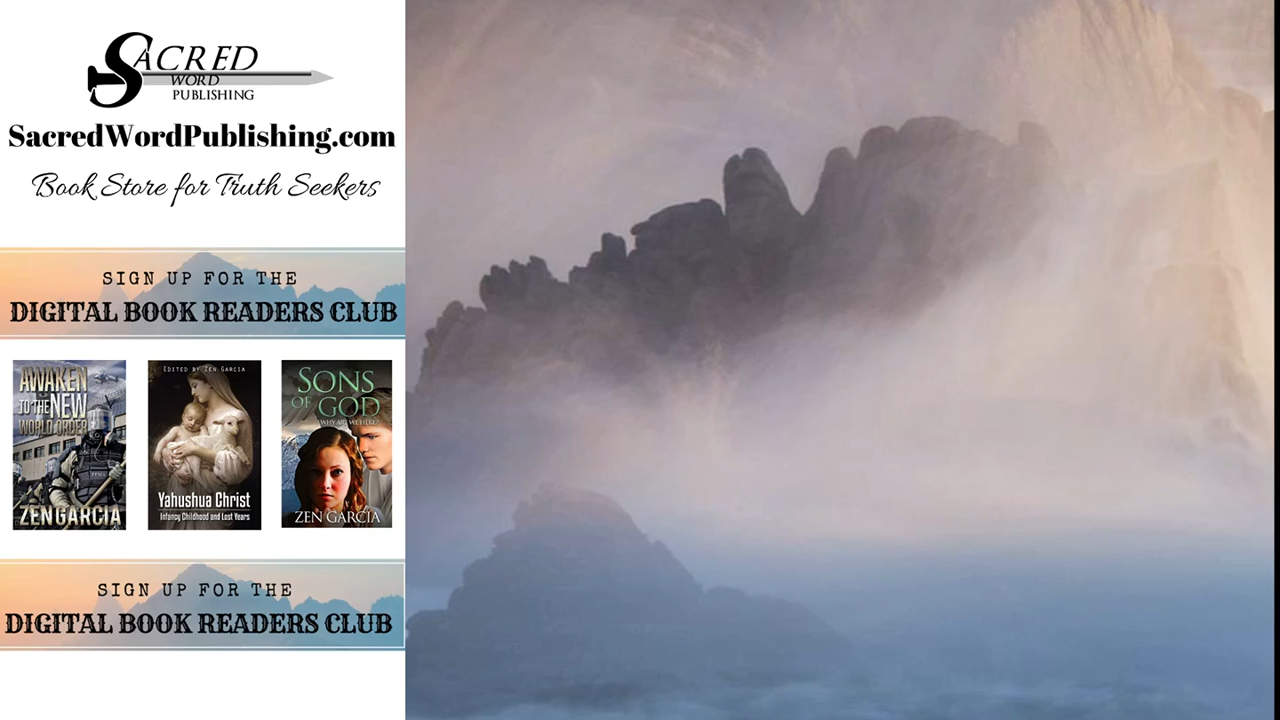 SACRED
WORD
PUBLISHING
SacredWordPublishing.com
Book Store for Truth Seekers
SIGN UP FOR THE
DIGITAL BOOK READERS CLUB
AWAKEN
TO THE NEW
WORLD ORDER
ZEN GARCIA
EDITED BY ZEN GARCIA
Yahushua Christ
Infancy Childhood and Lost Years
SONS
OF GOD
WHY ARE WE HERE?
ZEN GARCIA
SIGN UP FOR THE
DIGITAL BOOK READERS CLUB